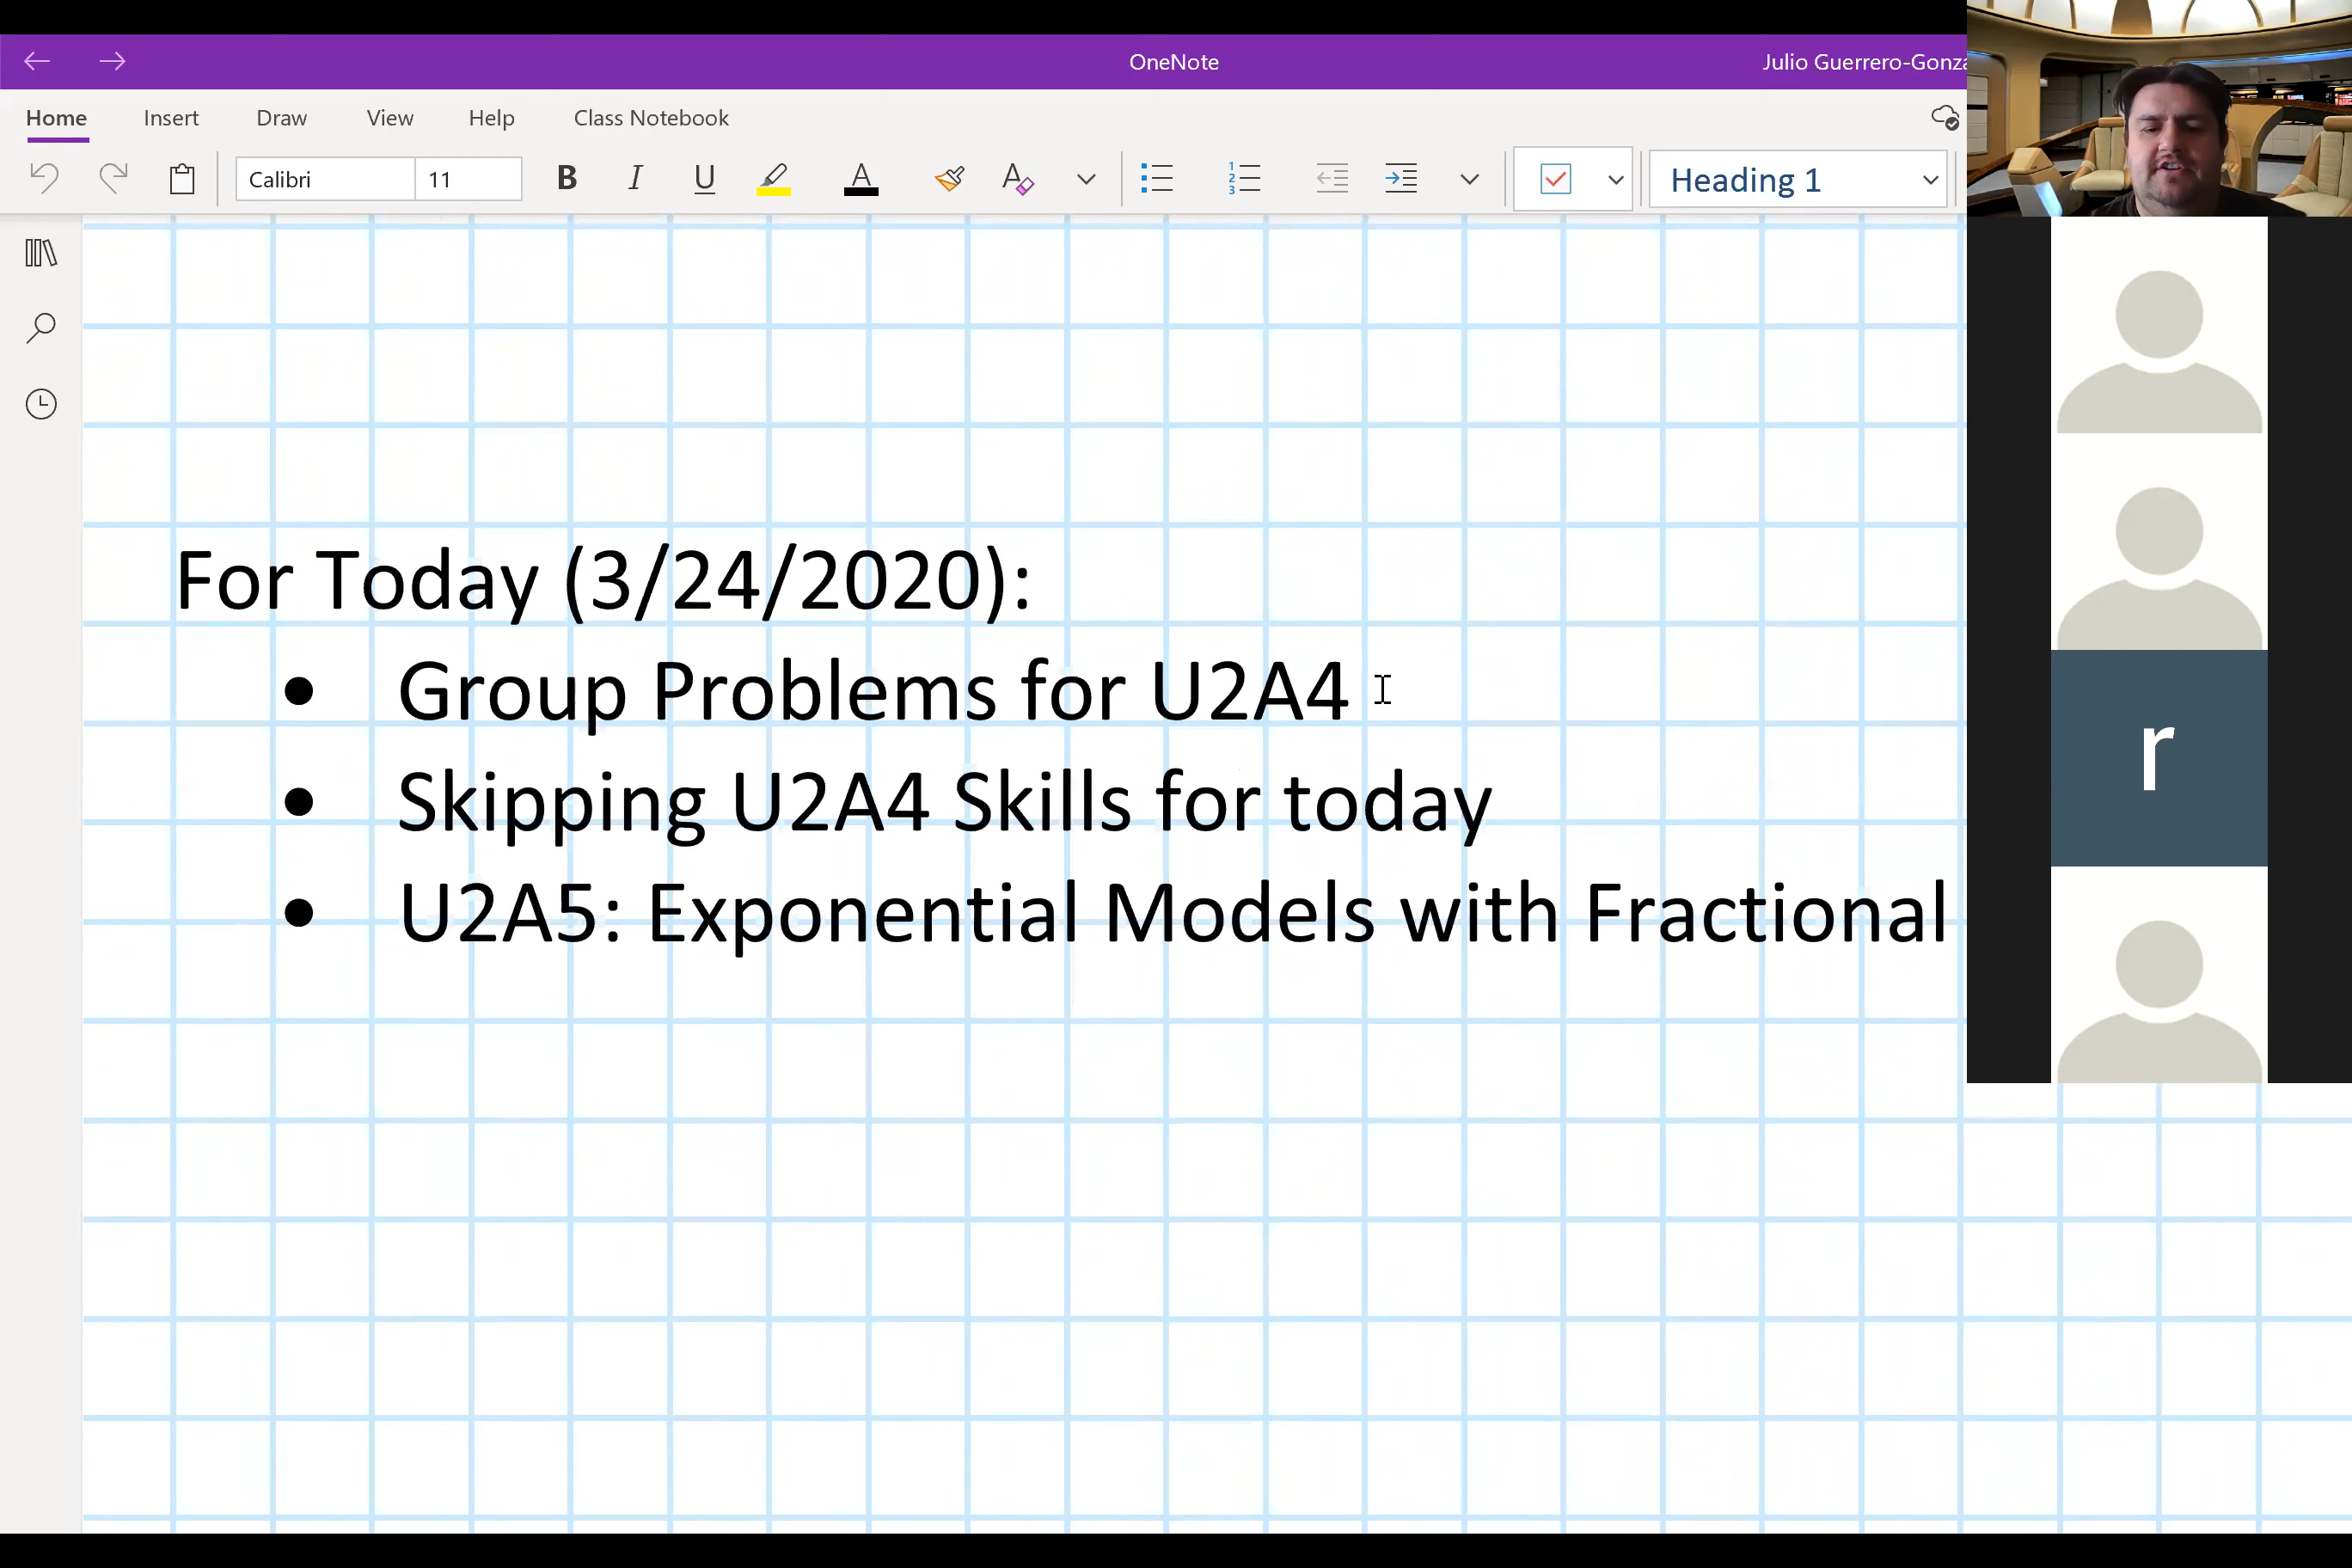 OneNote
Julio Guerrero-Gonza
Home Insert Draw View Help Class Notebook
Calibri 11 B I U A A Heading 1
For Today (3/24/2020):
• Group Problems for U2A4
• Skipping U2A4 Skills for today
• U2A5: Exponential Models with Fractional
r